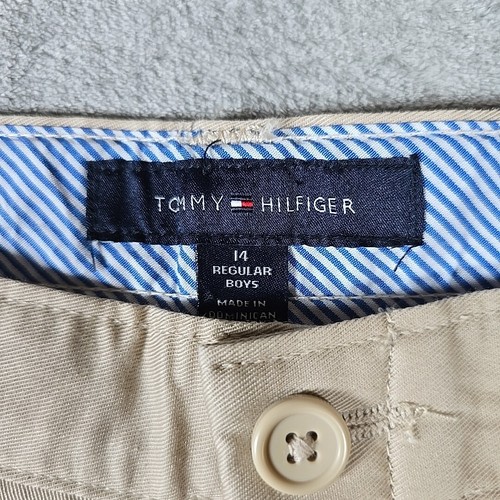 TOMMY HILFIGER
14
REGULAR
BOYS
MADE IN
DOMINICAN